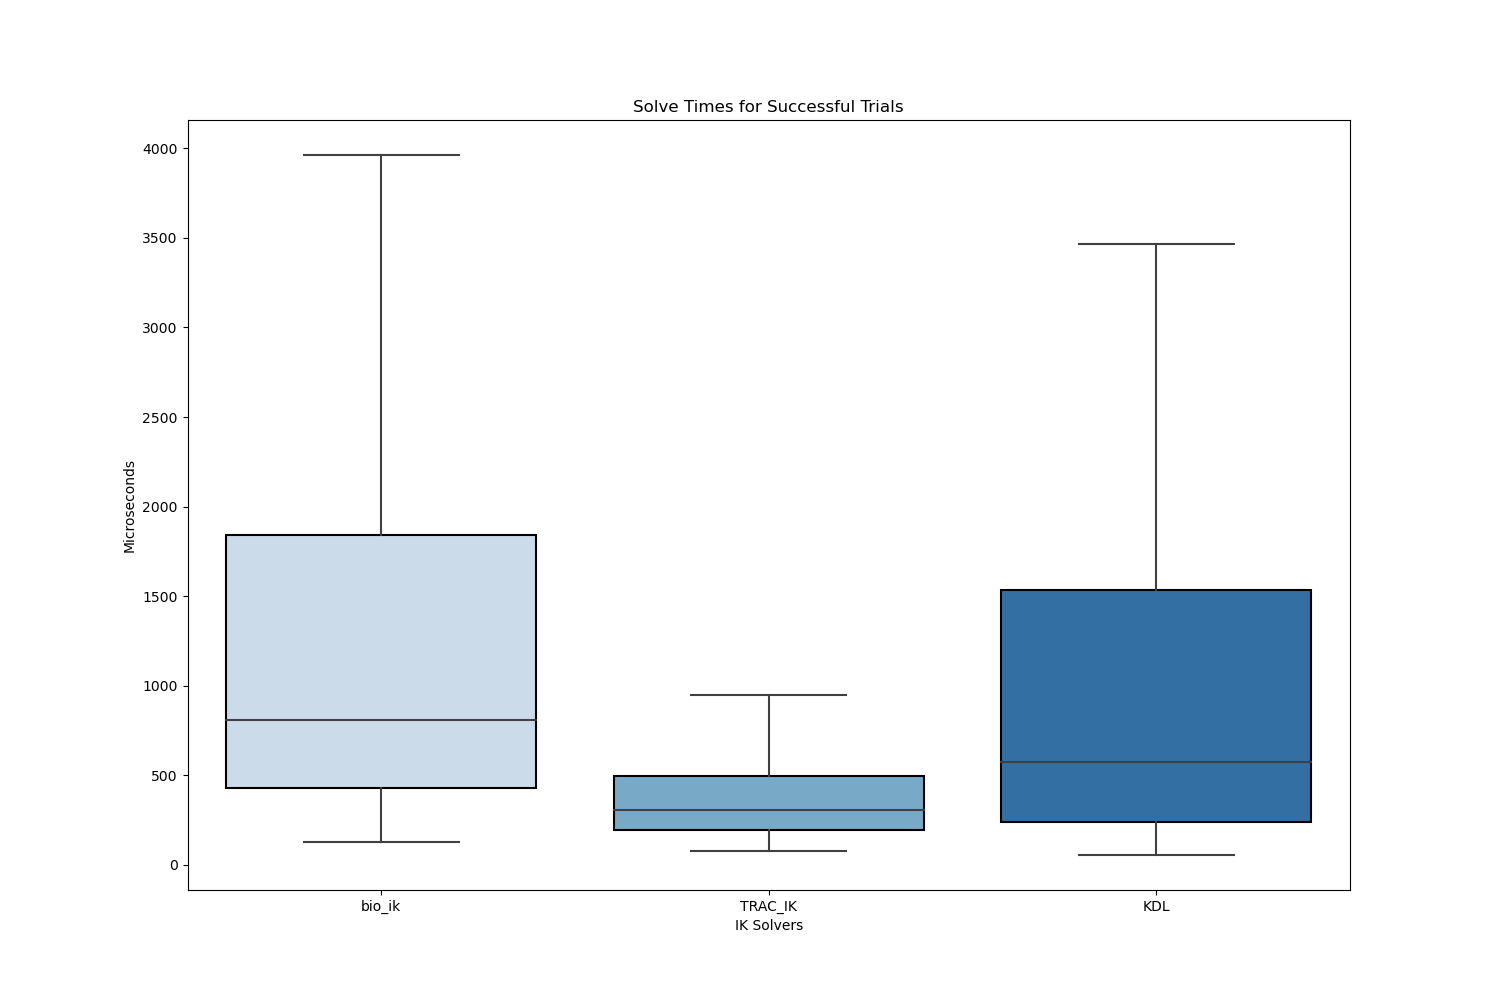 Solve Times for Successful Trials
4000
3500
3000
2500
2000
1500
1000
500
0
Microseconds
bio_ik
TRAC_IK
KDL
IK Solvers